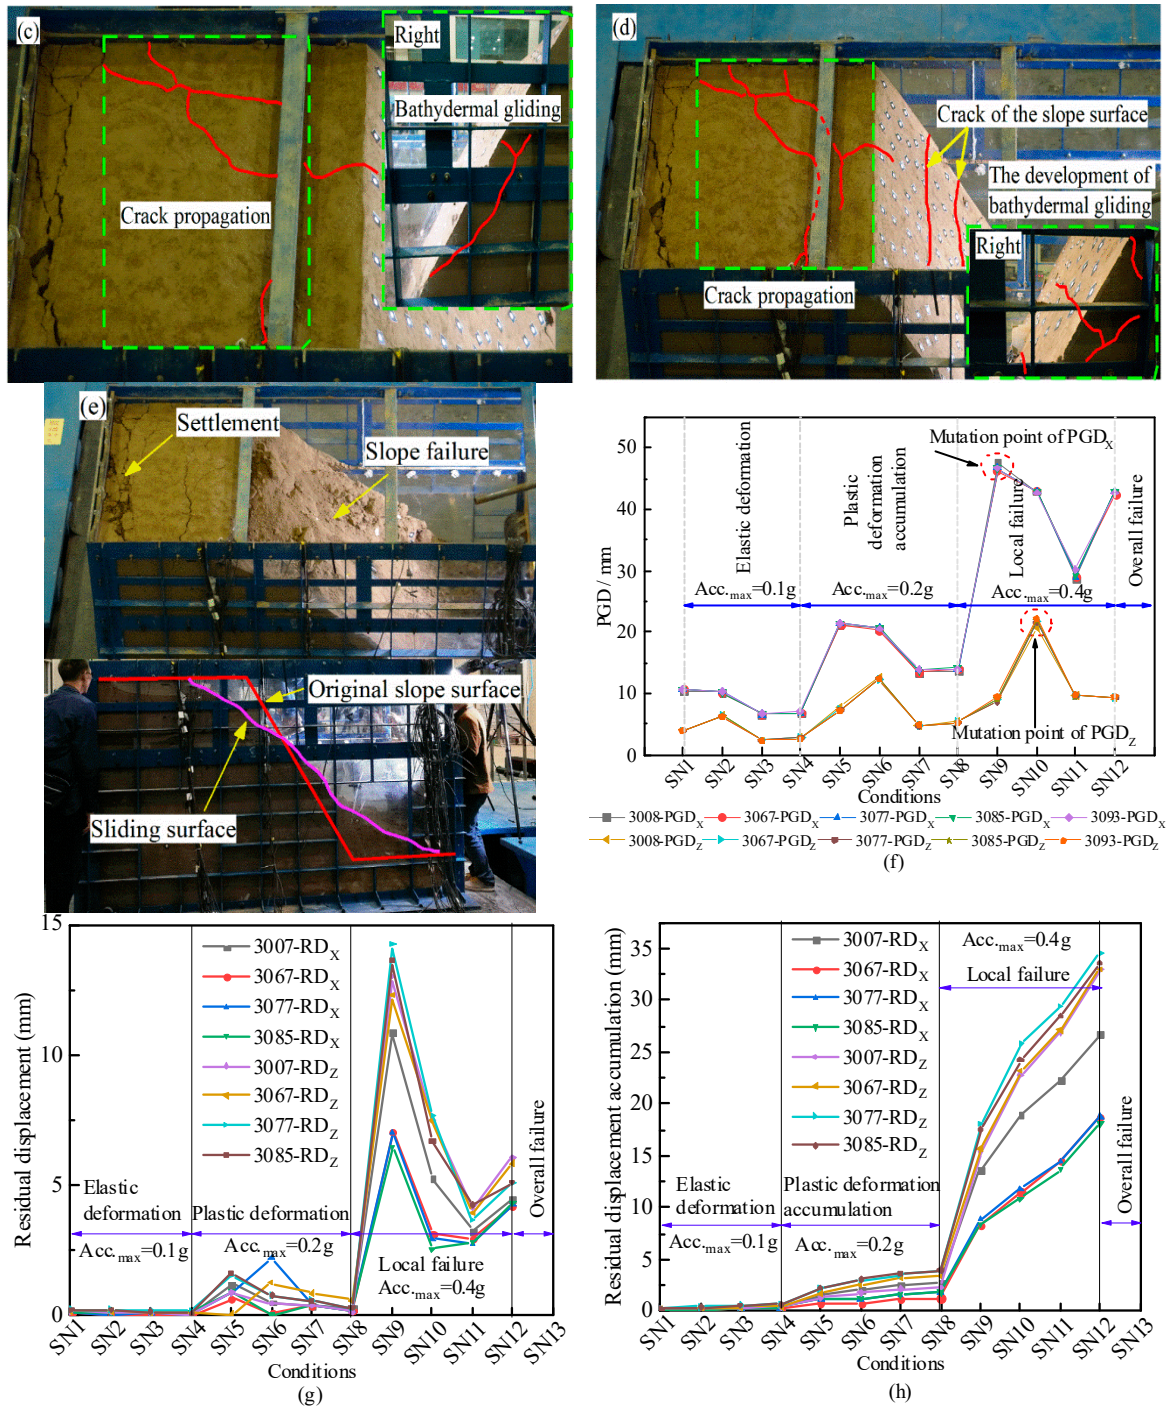 (c)
Right
Bathydermal gliding
Crack propagation
(d)
Crack of the slope surface
The development of
bathydermal gliding
Right
Crack propagation
(e)
Settlement
Slope failure
Original slope surface
Sliding surface
PGD / mm
50
40
30
20
10
0
Elastic deformation
Plastic
deformation
accumulation
Local failure
Overall failure
Mutation point of PGDX
Acc.max=0.1g
Acc.max=0.2g
Acc.max=0.4g
Mutation point of PGDZ
SN1 SN2 SN3 SN4 SN5 SN6 SN7 SN8 SN9 SN10 SN11 SN12
Conditions
3008-PGDX 3067-PGDX 3077-PGDX 3085-PGDX 3093-PGDX
3008-PGDZ 3067-PGDZ 3077-PGDZ 3085-PGDZ 3093-PGDZ
(f)
Residual displacement (mm)
15
10
5
0
3007-RDX
3067-RDX
3077-RDX
3085-RDX
3007-RDZ
3067-RDZ
3077-RDZ
3085-RDZ
Elastic
deformation
Acc.max=0.1g
Plastic deformation
Acc.max=0.2g
Local failure
Acc.max=0.4g
Overall failure
SN1 SN2 SN3 SN4 SN5 SN6 SN7 SN8 SN9 SN10 SN11 SN12 SN13
Conditions
(g)
Residual displacement accumulation (mm)
35
30
25
20
15
10
5
0
3007-RDX
3067-RDX
3077-RDX
3085-RDX
3007-RDZ
3067-RDZ
3077-RDZ
3085-RDZ
Acc.max=0.4g
Local failure
Elastic
deformation
Acc.max=0.1g
Plastic deformation
accumulation
Acc.max=0.2g
Overall failure
SN1 SN2 SN3 SN4 SN5 SN6 SN7 SN8 SN9 SN10 SN11 SN12 SN13
Conditions
(h)